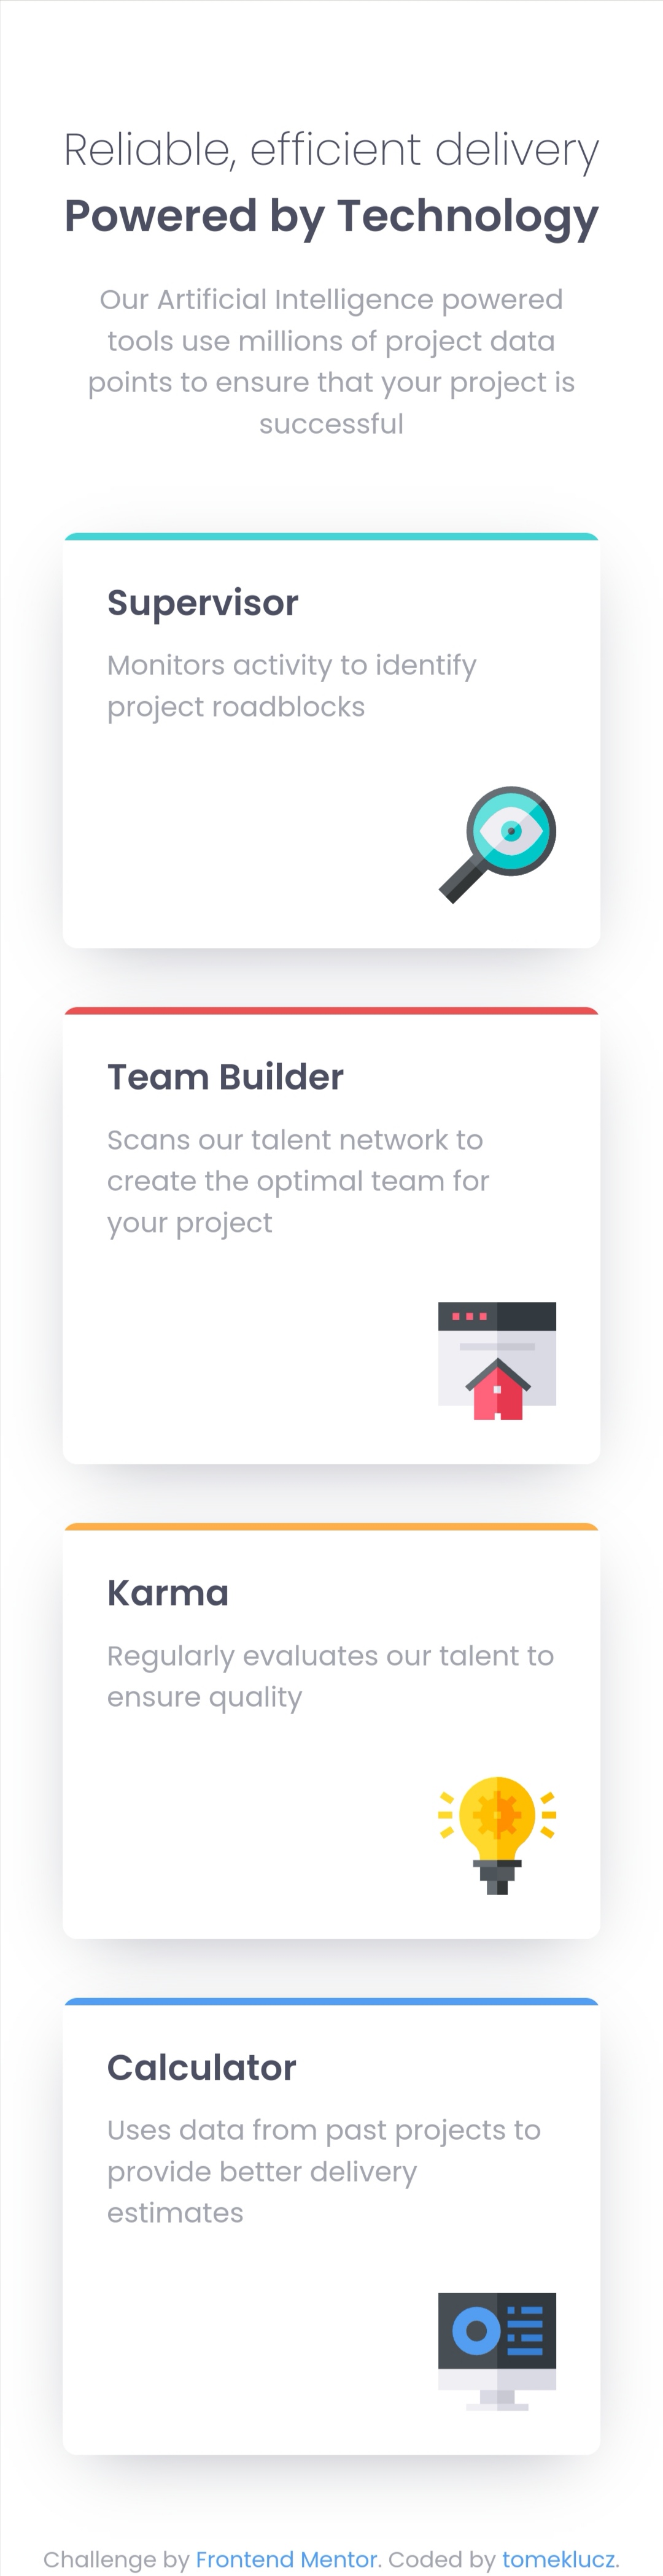 Reliable, efficient delivery
Powered by Technology
Our Artificial Intelligence powered
tools use millions of project data
points to ensure that your project is
successful
Supervisor
Monitors activity to identify
project roadblocks
Team Builder
Scans our talent network to
create the optimal team for
your project
Karma
Regularly evaluates our talent to
ensure quality
Calculator
Uses data from past projects to
provide better delivery
estimates
Challenge by Frontend Mentor. Coded by tomeklucz.